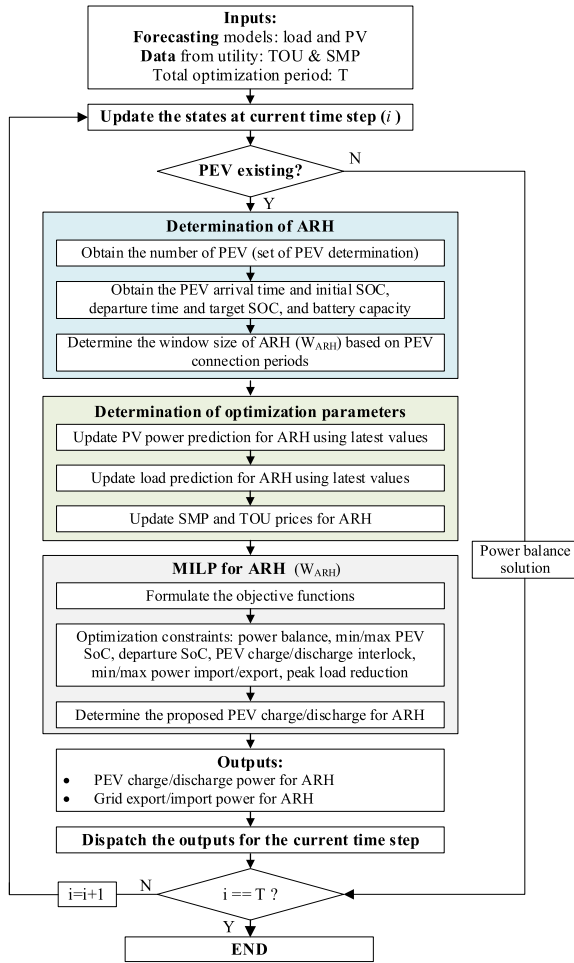 Inputs:
Forecasting models: load and PV
Data from utility: TOU & SMP
Total optimization period: T
Update the states at current time step (i )
PEV existing?
N
Y
Determination of ARH
Obtain the number of PEV (set of PEV determination)
Obtain the PEV arrival time and initial SOC,
departure time and target SOC, and battery capacity
Determine the window size of ARH (WARH) based on PEV
connection periods
Determination of optimization parameters
Update PV power prediction for ARH using latest values
Update load prediction for ARH using latest values
Update SMP and TOU prices for ARH
Power balance
solution
MILP for ARH (WARH)
Formulate the objective functions
Optimization constraints: power balance, min/max PEV
SoC, departure SoC, PEV charge/discharge interlock,
min/max power import/export, peak load reduction
Determine the proposed PEV charge/discharge for ARH
Outputs:
• PEV charge/discharge power for ARH
• Grid export/import power for ARH
Dispatch the outputs for the current time step
i=i+1
N
i == T ?
Y
END